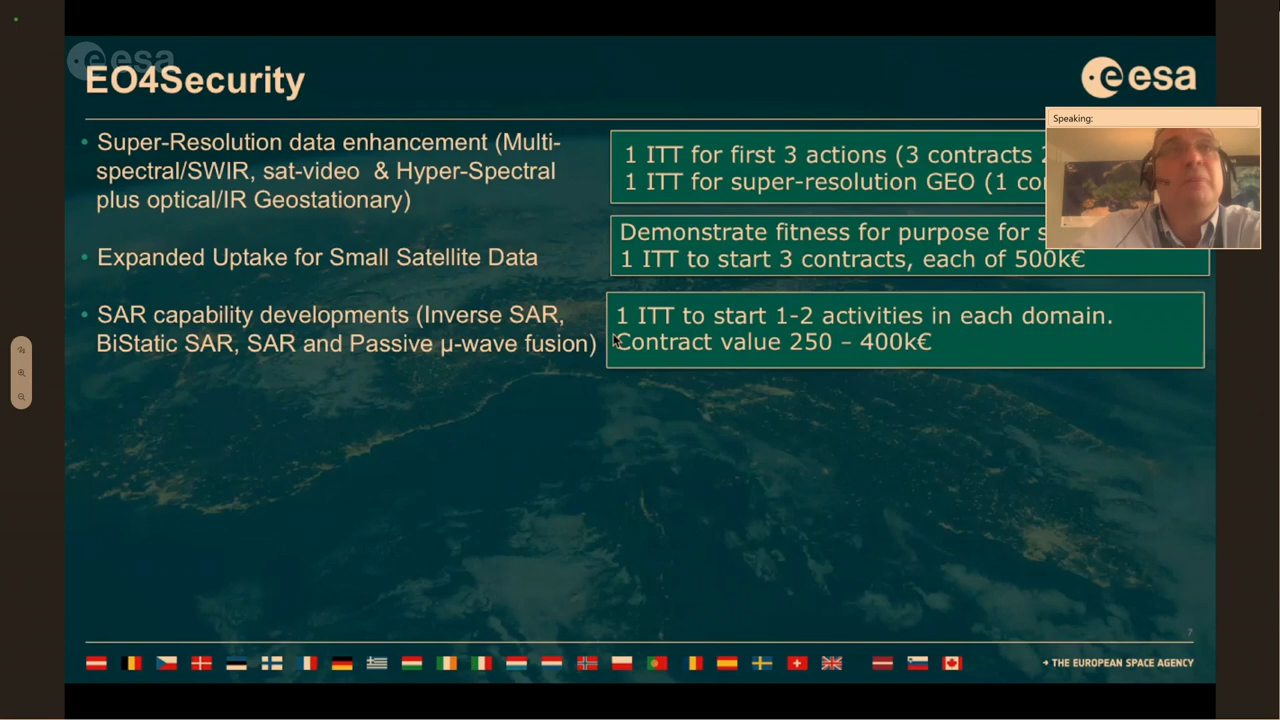 esa
EO4Security
esa
Speaking:
• Super-Resolution data enhancement (Multi-
spectral/SWIR, sat-video & Hyper-Spectral
plus optical/IR Geostationary)
1 ITT for first 3 actions (3 contracts
1 ITT for super-resolution GEO (1
• Expanded Uptake for Small Satellite Data
Demonstrate fitness for purpose for
1 ITT to start 3 contracts, each of 500k€
• SAR capability developments (Inverse SAR,
BiStatic SAR, SAR and Passive µ-wave fusion)
1 ITT to start 1-2 activities in each domain.
Contract value 250 – 400k€
7
→ THE EUROPEAN SPACE AGENCY